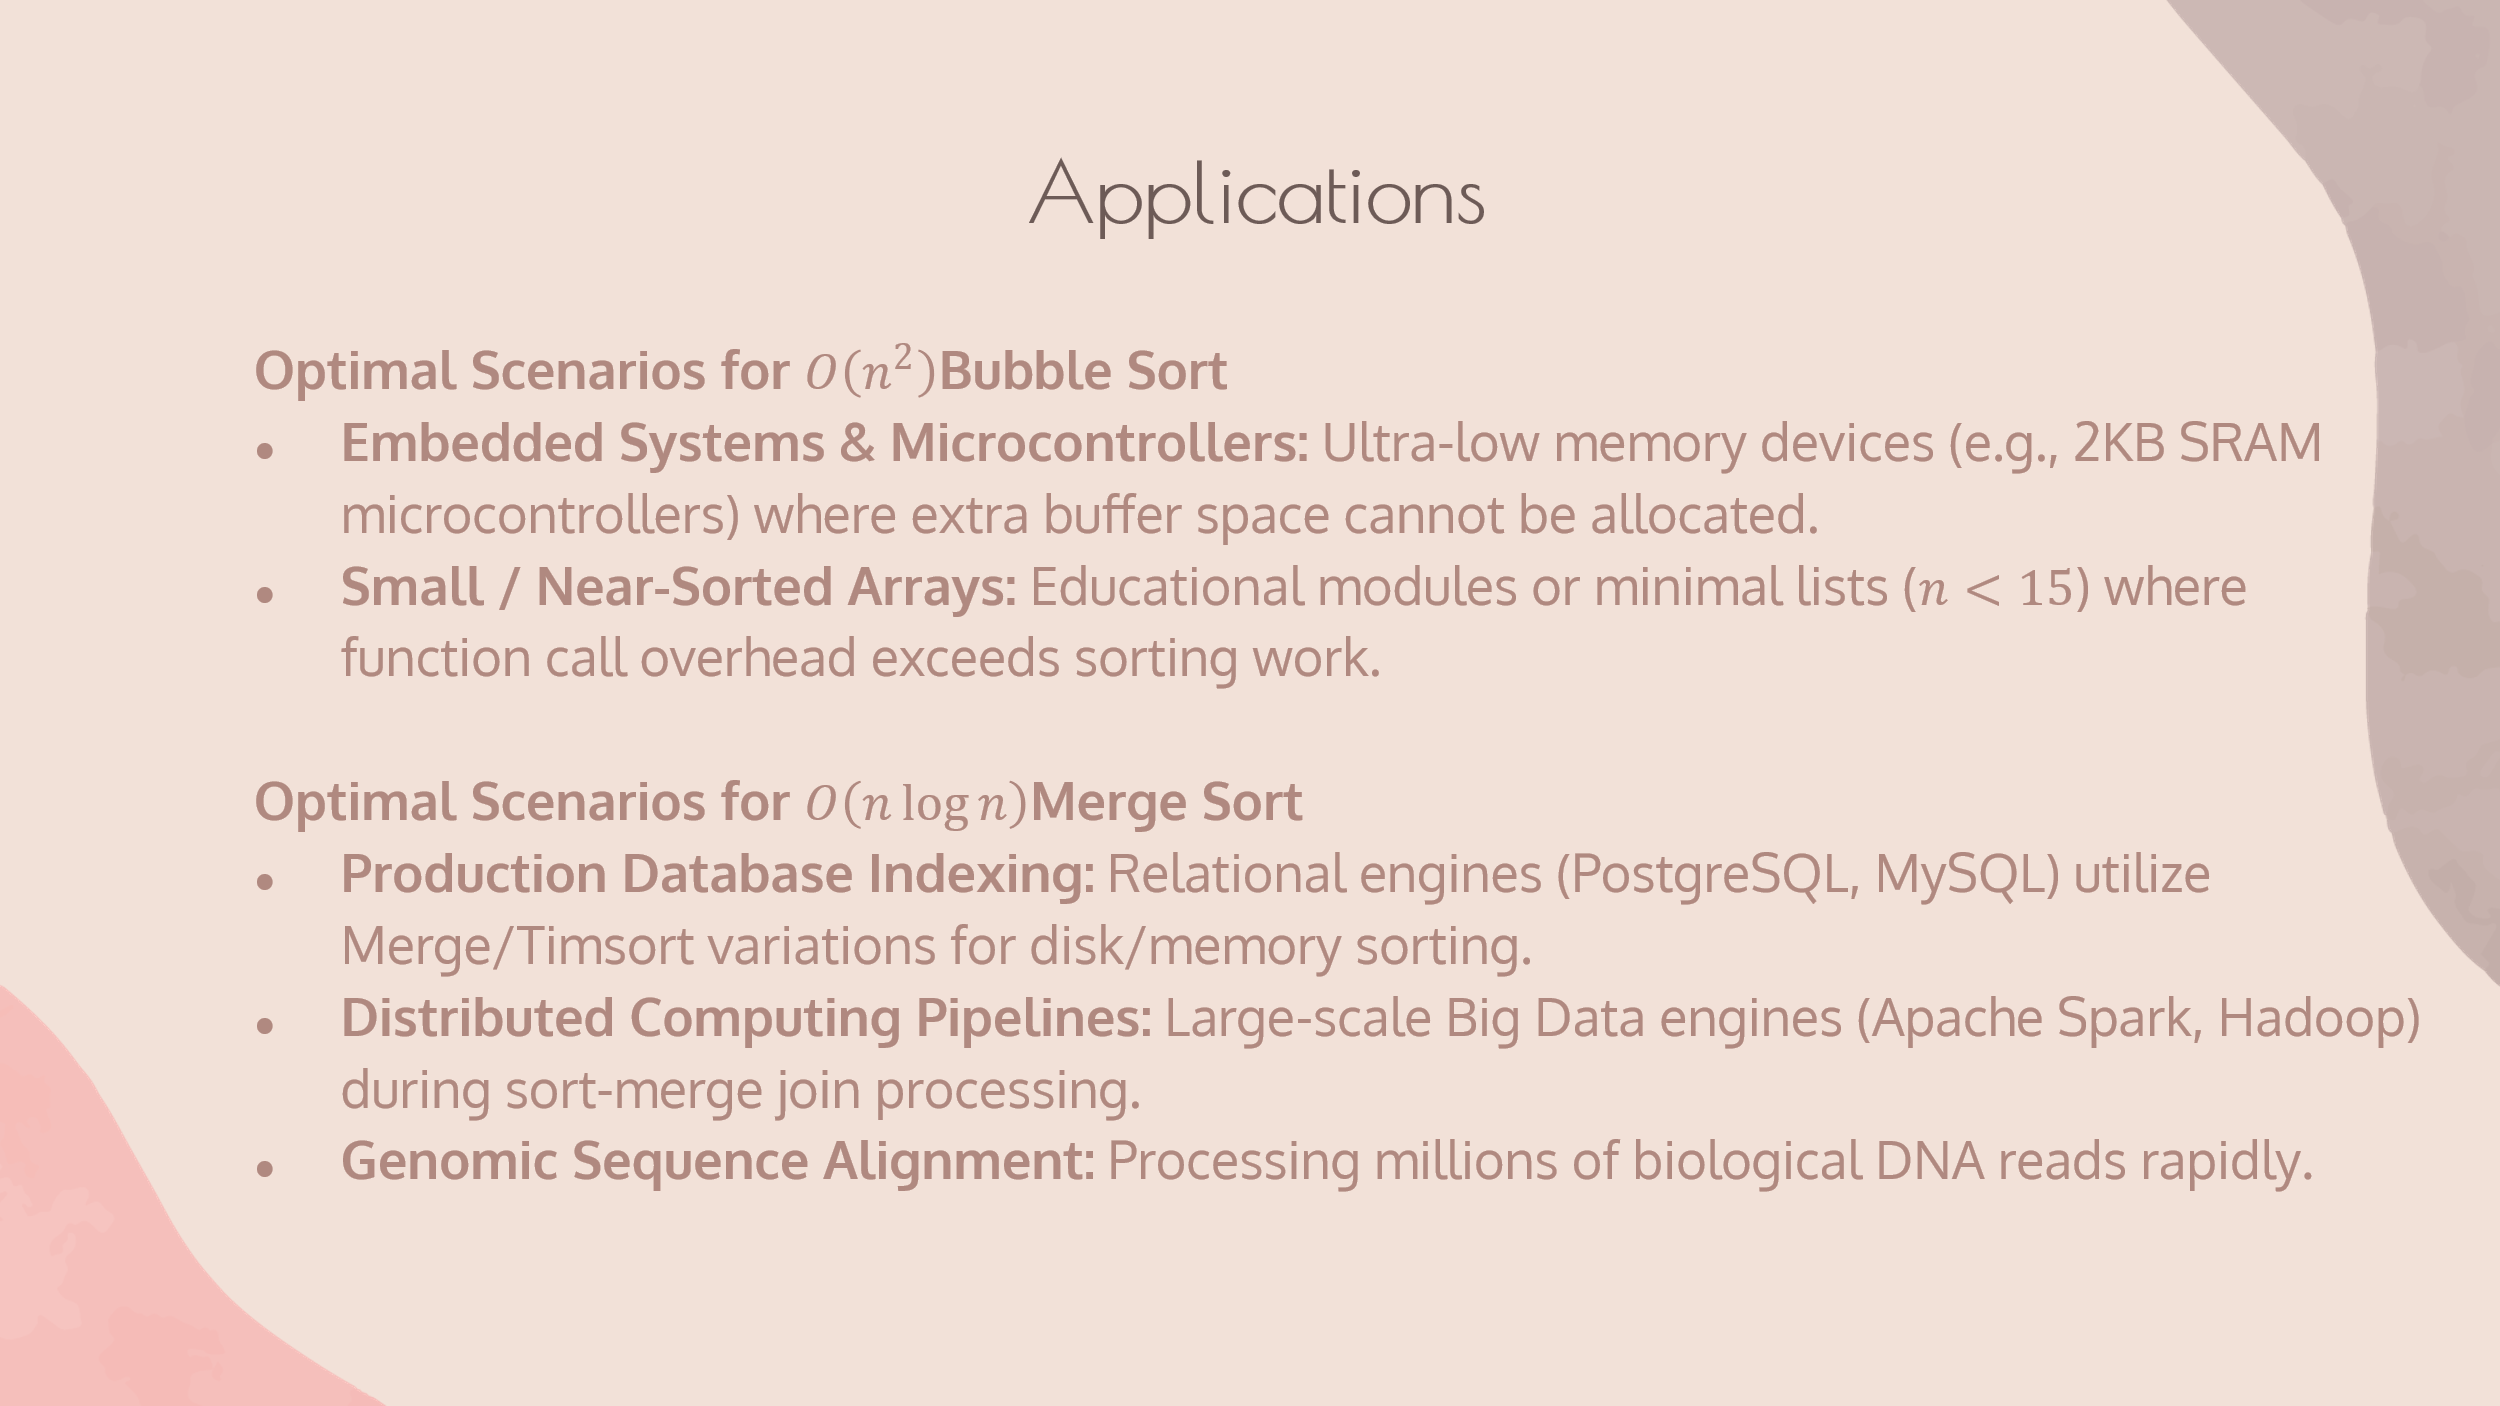 Applications
Optimal Scenarios for O(n²)Bubble Sort
• Embedded Systems & Microcontrollers: Ultra-low memory devices (e.g., 2KB SRAM
microcontrollers) where extra buffer space cannot be allocated.
• Small / Near-Sorted Arrays: Educational modules or minimal lists (n < 15) where
function call overhead exceeds sorting work.
Optimal Scenarios for O(n log n)Merge Sort
• Production Database Indexing: Relational engines (PostgreSQL, MySQL) utilize
Merge/Timsort variations for disk/memory sorting.
• Distributed Computing Pipelines: Large-scale Big Data engines (Apache Spark, Hadoop)
during sort-merge join processing.
• Genomic Sequence Alignment: Processing millions of biological DNA reads rapidly.